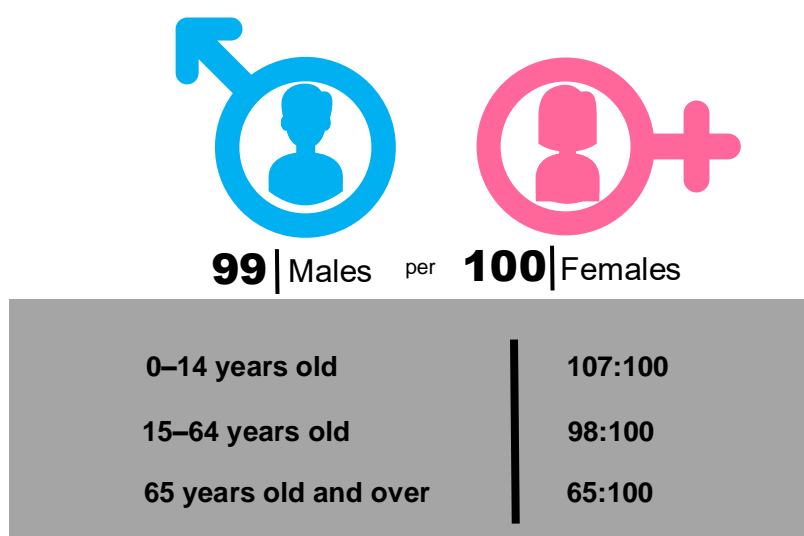 99 Males per 100 Females
0–14 years old 107:100
15–64 years old 98:100
65 years old and over 65:100